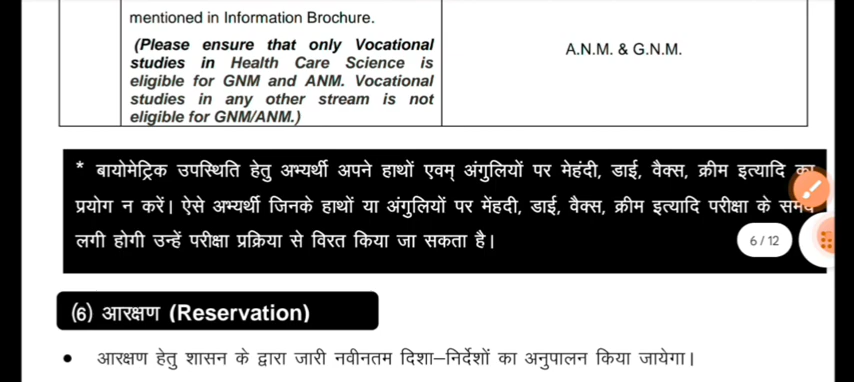 mentioned in Information Brochure.
(Please ensure that only Vocational
studies in Health Care Science is
eligible for GNM and ANM. Vocational
studies in any other stream is not
eligible for GNM/ANM.)
A.N.M. & G.N.M.
* बायोमेट्रिक उपस्थिति हेतु अभ्यर्थी अपने हाथों एवम् अंगुलियों पर मेहंदी, डाई, वैक्स, क्रीम इत्यादि का
प्रयोग न करें। ऐसे अभ्यर्थी जिनके हाथों या अंगुलियों पर मेंहदी, डाई, वैक्स, क्रीम इत्यादि परीक्षा के समय
लगी होगी उन्हें परीक्षा प्रक्रिया से विरत किया जा सकता है।
6 / 12
(6) आरक्षण (Reservation)
• आरक्षण हेतु शासन के द्वारा जारी नवीनतम दिशा–निर्देशों का अनुपालन किया जायेगा।